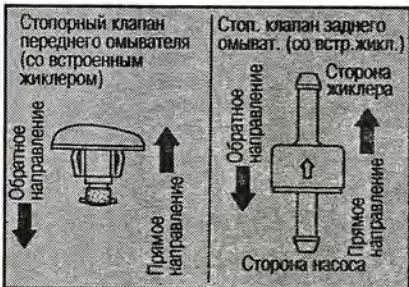 Стопорный клапан
переднего омывателя
(со встроенным
жиклером)
Обратное
направление
Прямое
направление
Стоп. клапан заднего
омыват. (со встр.жикл.)
Обратное
направление
Сторона
жиклера
Прямое
направление
Сторона насоса